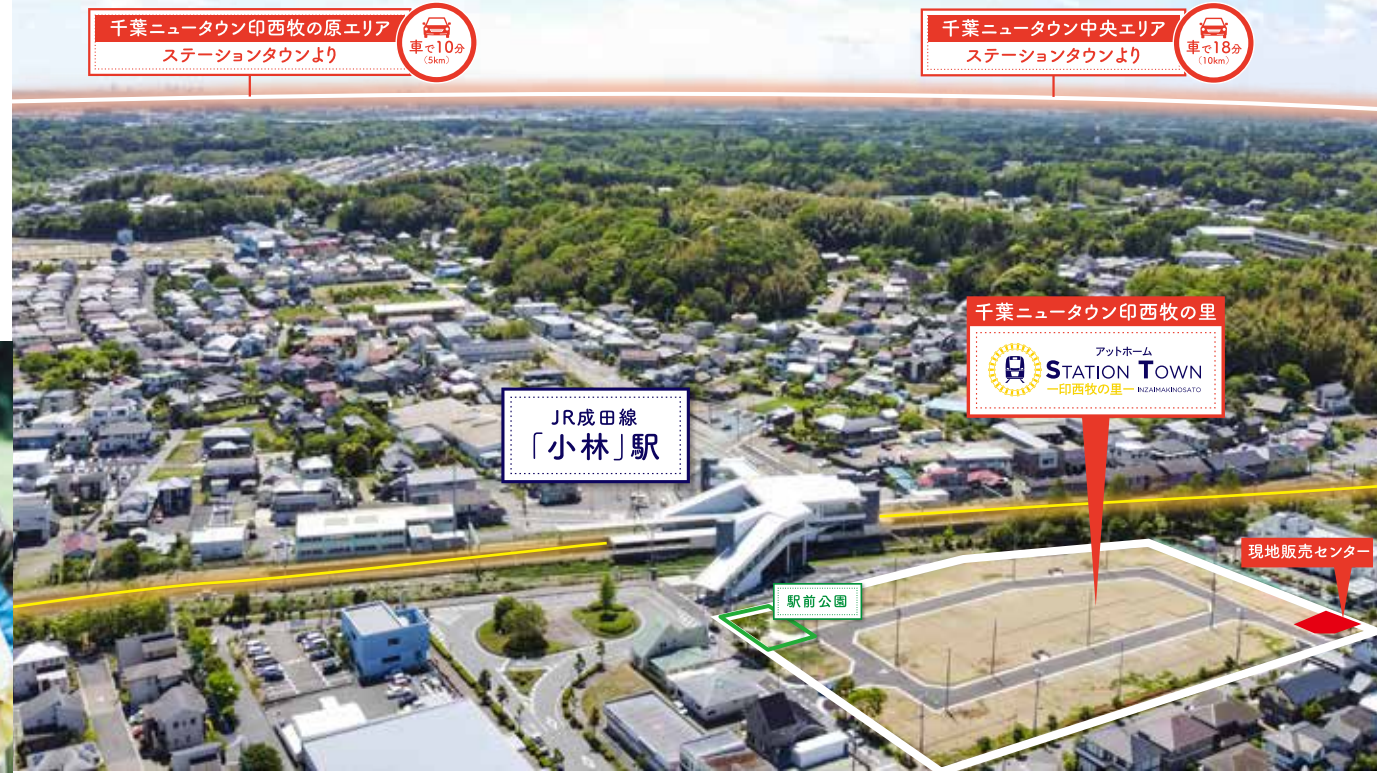 千葉ニュータウン印西牧の原エリア
ステーションタウンより
車で10分
(5km)
千葉ニュータウン中央エリア
ステーションタウンより
車で18分
(10km)
千葉ニュータウン印西牧の里
アットホーム
STATION TOWN
ー印西牧の里ー INZAIMAKINOSATO
JR成田線
「小林」駅
現地販売センター
駅前公園